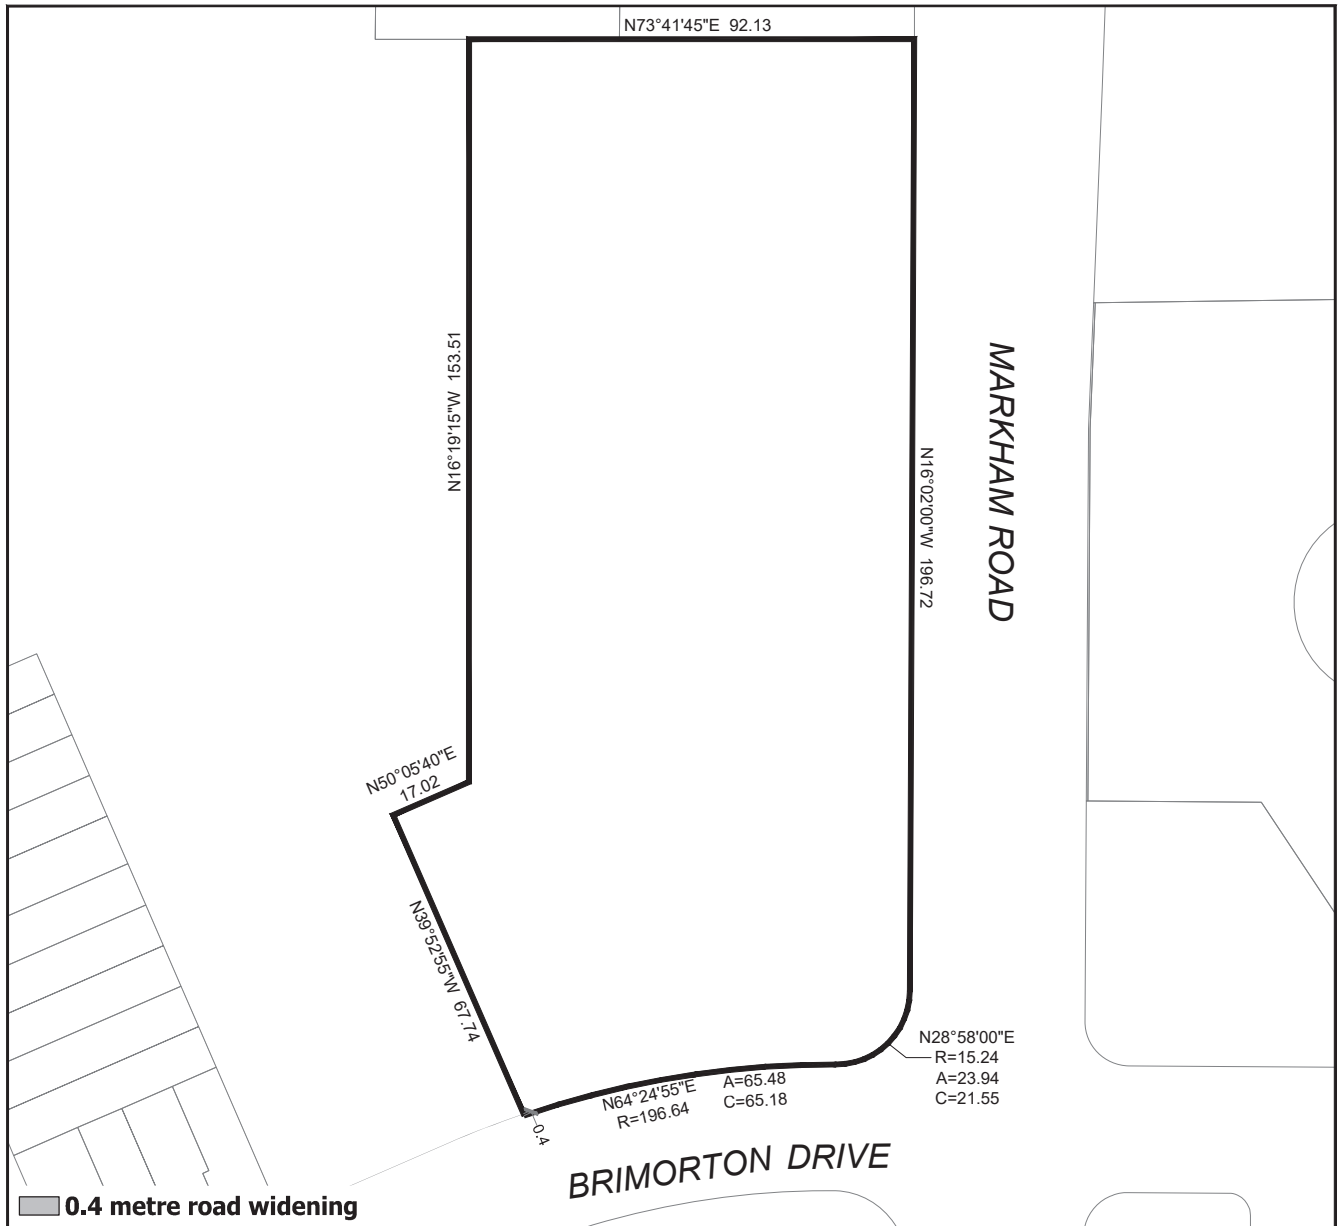 N73°41'45"E 92.13
N16°19'15"W 153.51
MARKHAM ROAD
N16°02'00"W 196.72
N50°05'40"E
17.02
N39°52'55"W 67.74
N28°58'00"E
R=15.24
A=23.94
C=21.55
N64°24'55"E
R=196.64
A=65.48
C=65.18
0.4
BRIMORTON DRIVE
0.4 metre road widening